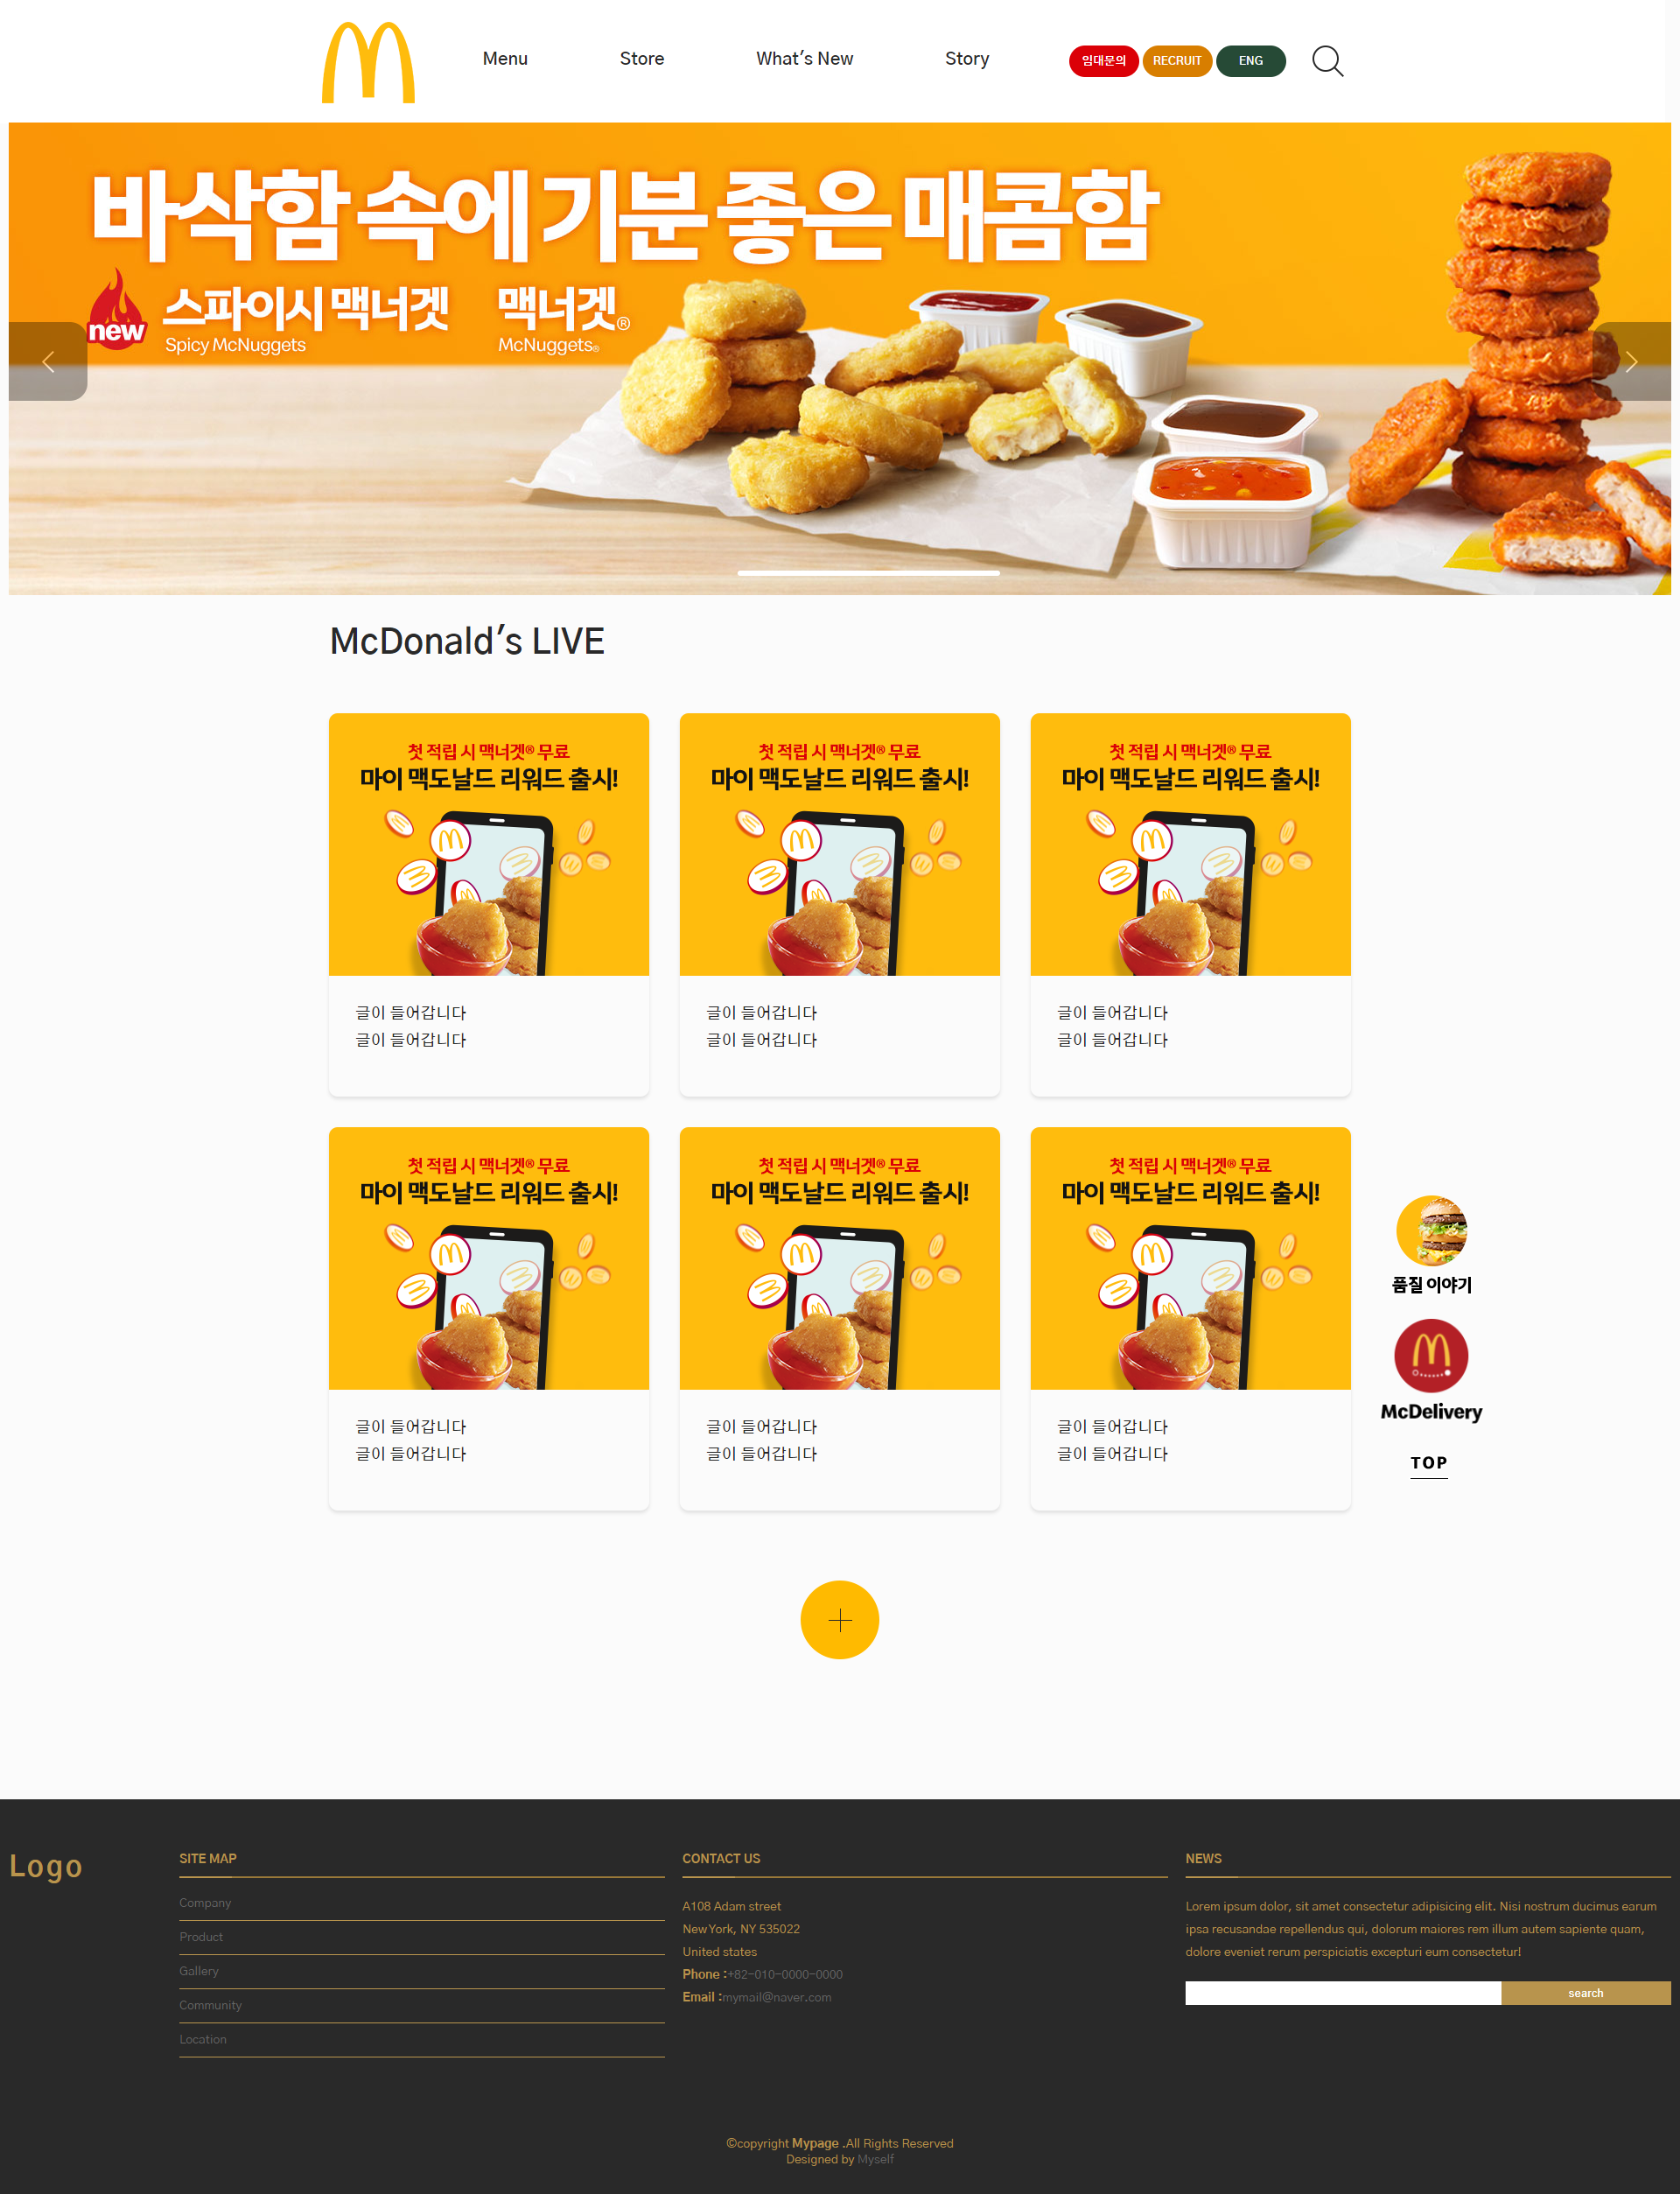 Menu
Store
What's New
Story
임대문의
RECRUIT
ENG
바삭함 속에 기분 좋은 매콤함
new
스파이시 맥너겟
맥너겟®
Spicy McNuggets
McNuggets®
McDonald's LIVE
첫 적립 시 맥너겟® 무료
마이 맥도날드 리워드 출시!
글이 들어갑니다
글이 들어갑니다
첫 적립 시 맥너겟® 무료
마이 맥도날드 리워드 출시!
글이 들어갑니다
글이 들어갑니다
첫 적립 시 맥너겟® 무료
마이 맥도날드 리워드 출시!
글이 들어갑니다
글이 들어갑니다
첫 적립 시 맥너겟® 무료
마이 맥도날드 리워드 출시!
글이 들어갑니다
글이 들어갑니다
첫 적립 시 맥너겟® 무료
마이 맥도날드 리워드 출시!
글이 들어갑니다
글이 들어갑니다
첫 적립 시 맥너겟® 무료
마이 맥도날드 리워드 출시!
글이 들어갑니다
글이 들어갑니다
품질 이야기
McDelivery
TOP
Logo
SITE MAP
Company
Product
Gallery
Community
Location
CONTACT US
A108 Adam street
NewYork, NY 535022
United states
Phone :+82-010-0000-0000
Email :mymail@naver.com
NEWS
Lorem ipsum dolor, sit amet consectetur adipisicing elit. Nisi nostrum ducimus earum
ipsa recusandae repellendus qui, dolorum maiores rem illum autem sapiente quam,
dolore eveniet rerum perspiciatis excepturi eum consectetur!
search
©copyright Mypage .All Rights Reserved
Designed by Myself